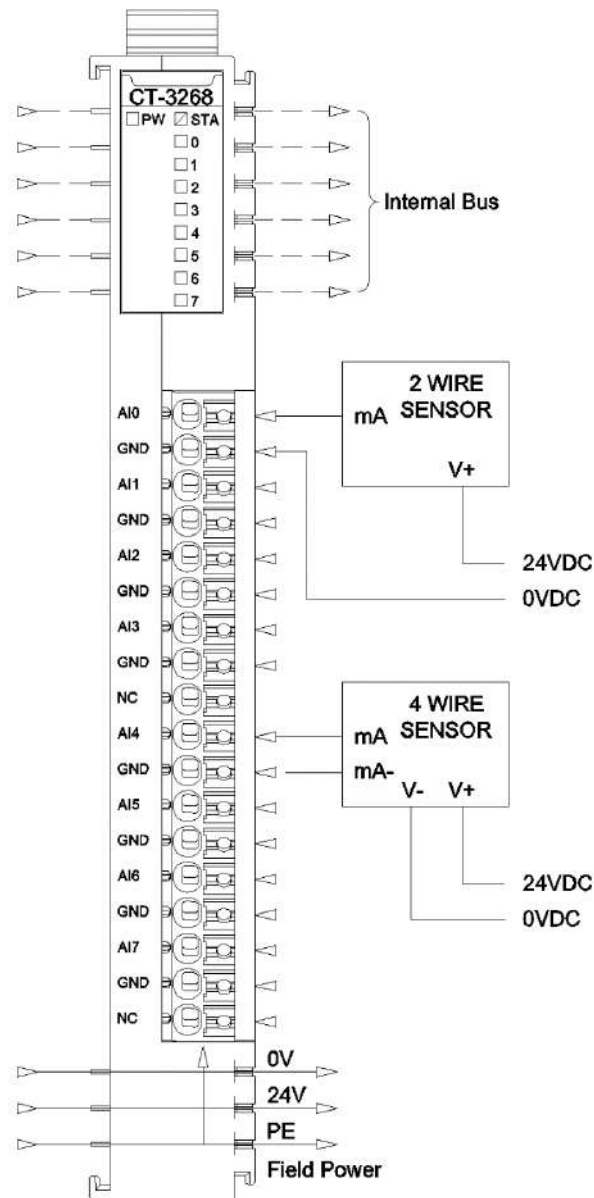 CT-3268
PW STA
0
1
2
3
4
5
6
7
Internal Bus
AI0
GND
AI1
GND
AI2
GND
AI3
GND
NC
AI4
GND
AI5
GND
AI6
GND
AI7
GND
NC
2 WIRE
mA SENSOR
V+
24VDC
0VDC
4 WIRE
mA SENSOR
mA-
V- V+
24VDC
0VDC
0V
24V
PE
Field Power